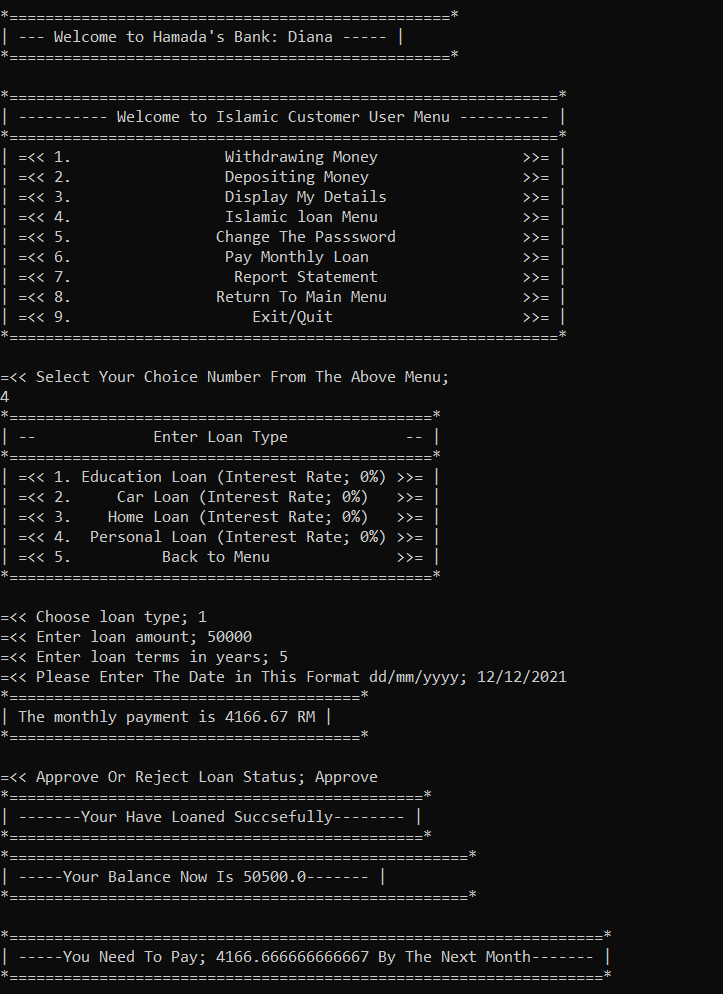 *=================================================*
| --- Welcome to Hamada's Bank: Diana ----- |
*=================================================*
*=============================================================*
| ---------- Welcome to Islamic Customer User Menu ---------- |
*=============================================================*
| =<< 1.                 Withdrawing Money                >>= |
| =<< 2.                 Depositing Money                 >>= |
| =<< 3.                 Display My Details               >>= |
| =<< 4.                 Islamic loan Menu                >>= |
| =<< 5.                Change The Passsword              >>= |
| =<< 6.                 Pay Monthly Loan                 >>= |
| =<< 7.                  Report Statement                >>= |
| =<< 8.                Return To Main Menu               >>= |
| =<< 9.                    Exit/Quit                     >>= |
*=============================================================*
=<< Select Your Choice Number From The Above Menu;
4
*===============================================*
| --             Enter Loan Type             -- |
*===============================================*
| =<< 1. Education Loan (Interest Rate; 0%) >>= |
| =<< 2.     Car Loan (Interest Rate; 0%)   >>= |
| =<< 3.    Home Loan (Interest Rate; 0%)   >>= |
| =<< 4.  Personal Loan (Interest Rate; 0%) >>= |
| =<< 5.          Back to Menu              >>= |
*===============================================*
=<< Choose loan type; 1
=<< Enter loan amount; 50000
=<< Enter loan terms in years; 5
=<< Please Enter The Date in This Format dd/mm/yyyy; 12/12/2021
*=======================================*
| The monthly payment is 4166.67 RM |
*=======================================*
=<< Approve Or Reject Loan Status; Approve
*==============================================*
| -------Your Have Loaned Succsefully-------- |
*==============================================*
*===================================================*
| -----Your Balance Now Is 50500.0------- |
*===================================================*
*==================================================================*
| -----You Need To Pay; 4166.666666666667 By The Next Month------- |
*==================================================================*